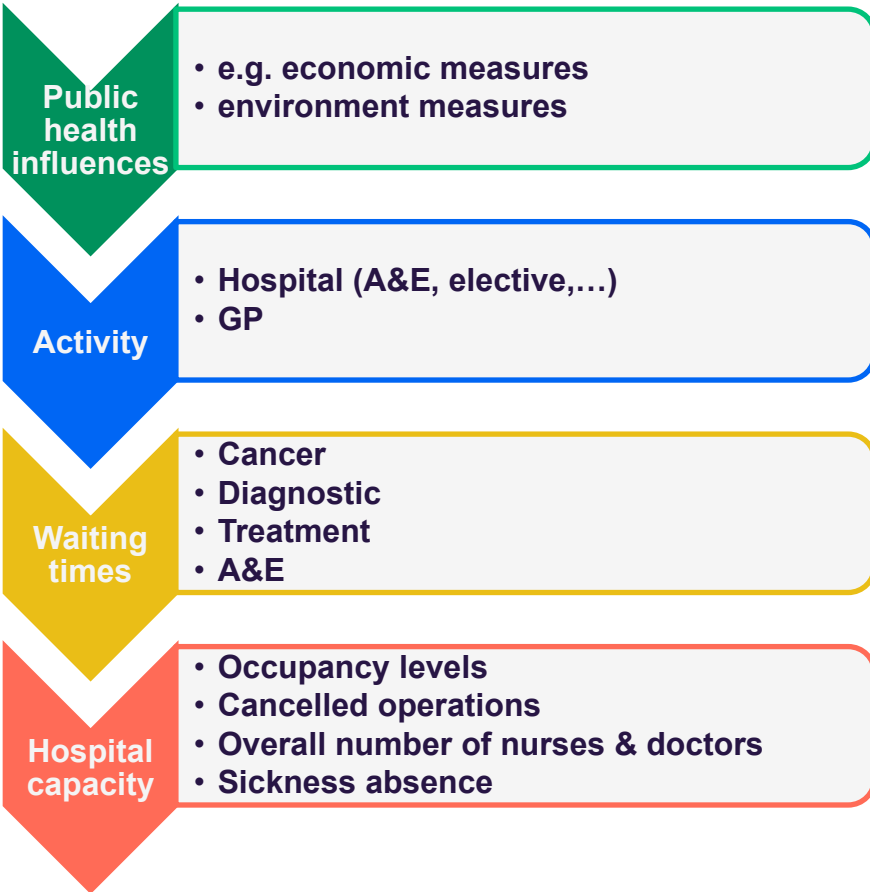 Public
health
influences
• e.g. economic measures
• environment measures
Activity
• Hospital (A&E, elective,…)
• GP
Waiting
times
• Cancer
• Diagnostic
• Treatment
• A&E
Hospital
capacity
• Occupancy levels
• Cancelled operations
• Overall number of nurses & doctors
• Sickness absence